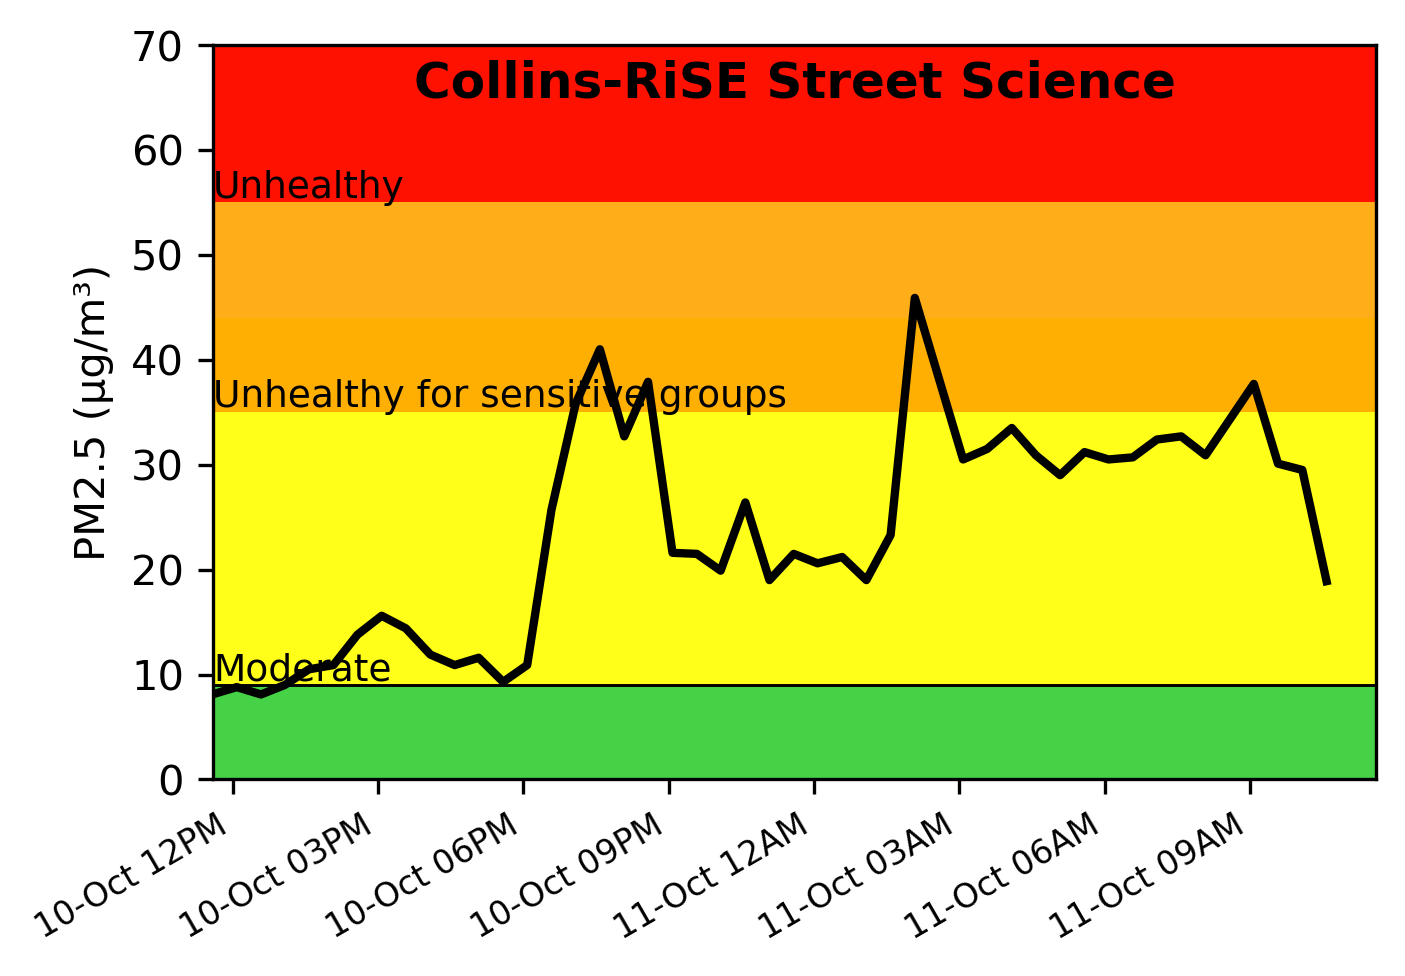 Collins-RiSE Street Science
70
60
Unhealthy
50
40
Unhealthy for sensitive groups
30
20
10
Moderate
0
PM2.5 (µg/m³)
10-Oct 12PM
10-Oct 03PM
10-Oct 06PM
10-Oct 09PM
11-Oct 12AM
11-Oct 03AM
11-Oct 06AM
11-Oct 09AM